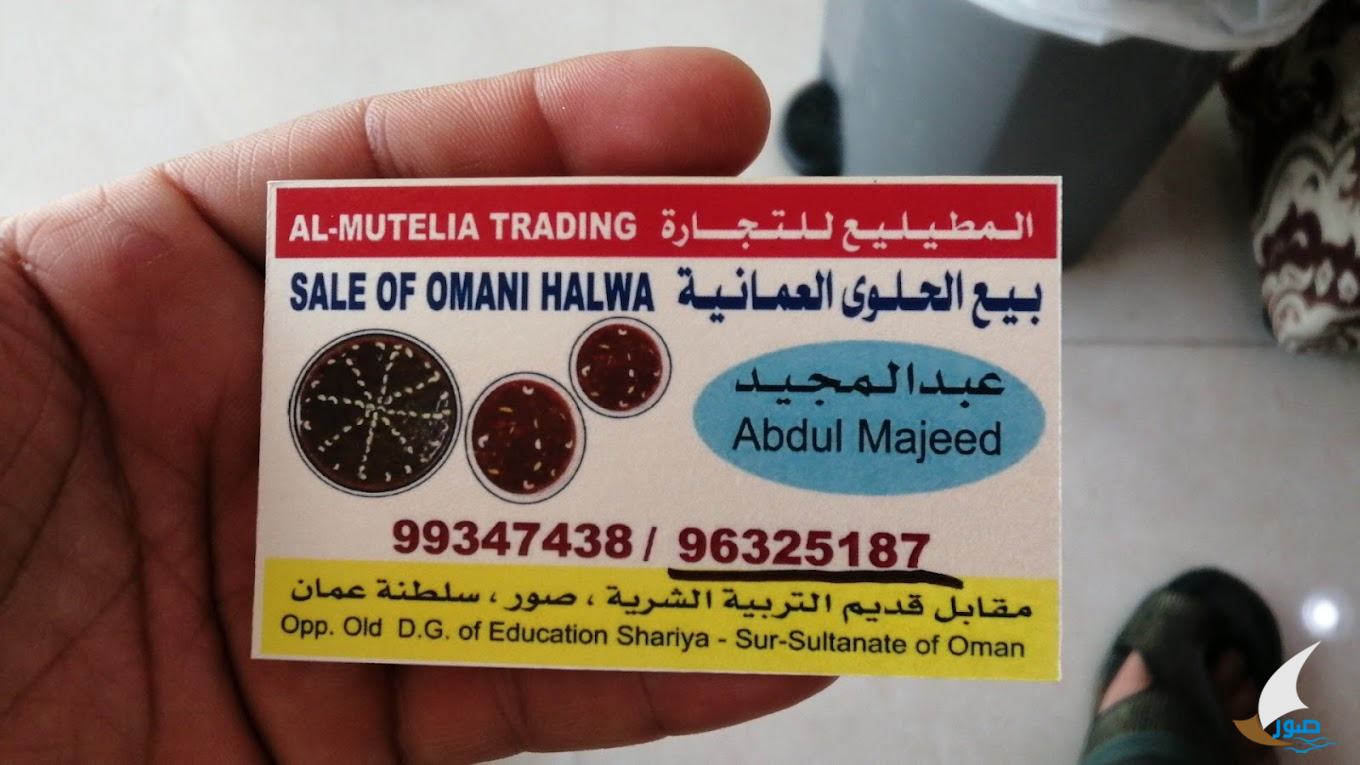 AL-MUTELIA TRADING المطيليع للتجارة
SALE OF OMANI HALWA بيع الحلوى العمانية
عبدالمجيد
Abdul Majeed
99347438 / 96325187
مقابل قديم التربية الشرية ، صور ، سلطنة عمان
Opp. Old D.G. of Education Shariya - Sur-Sultanate of Oman
صور